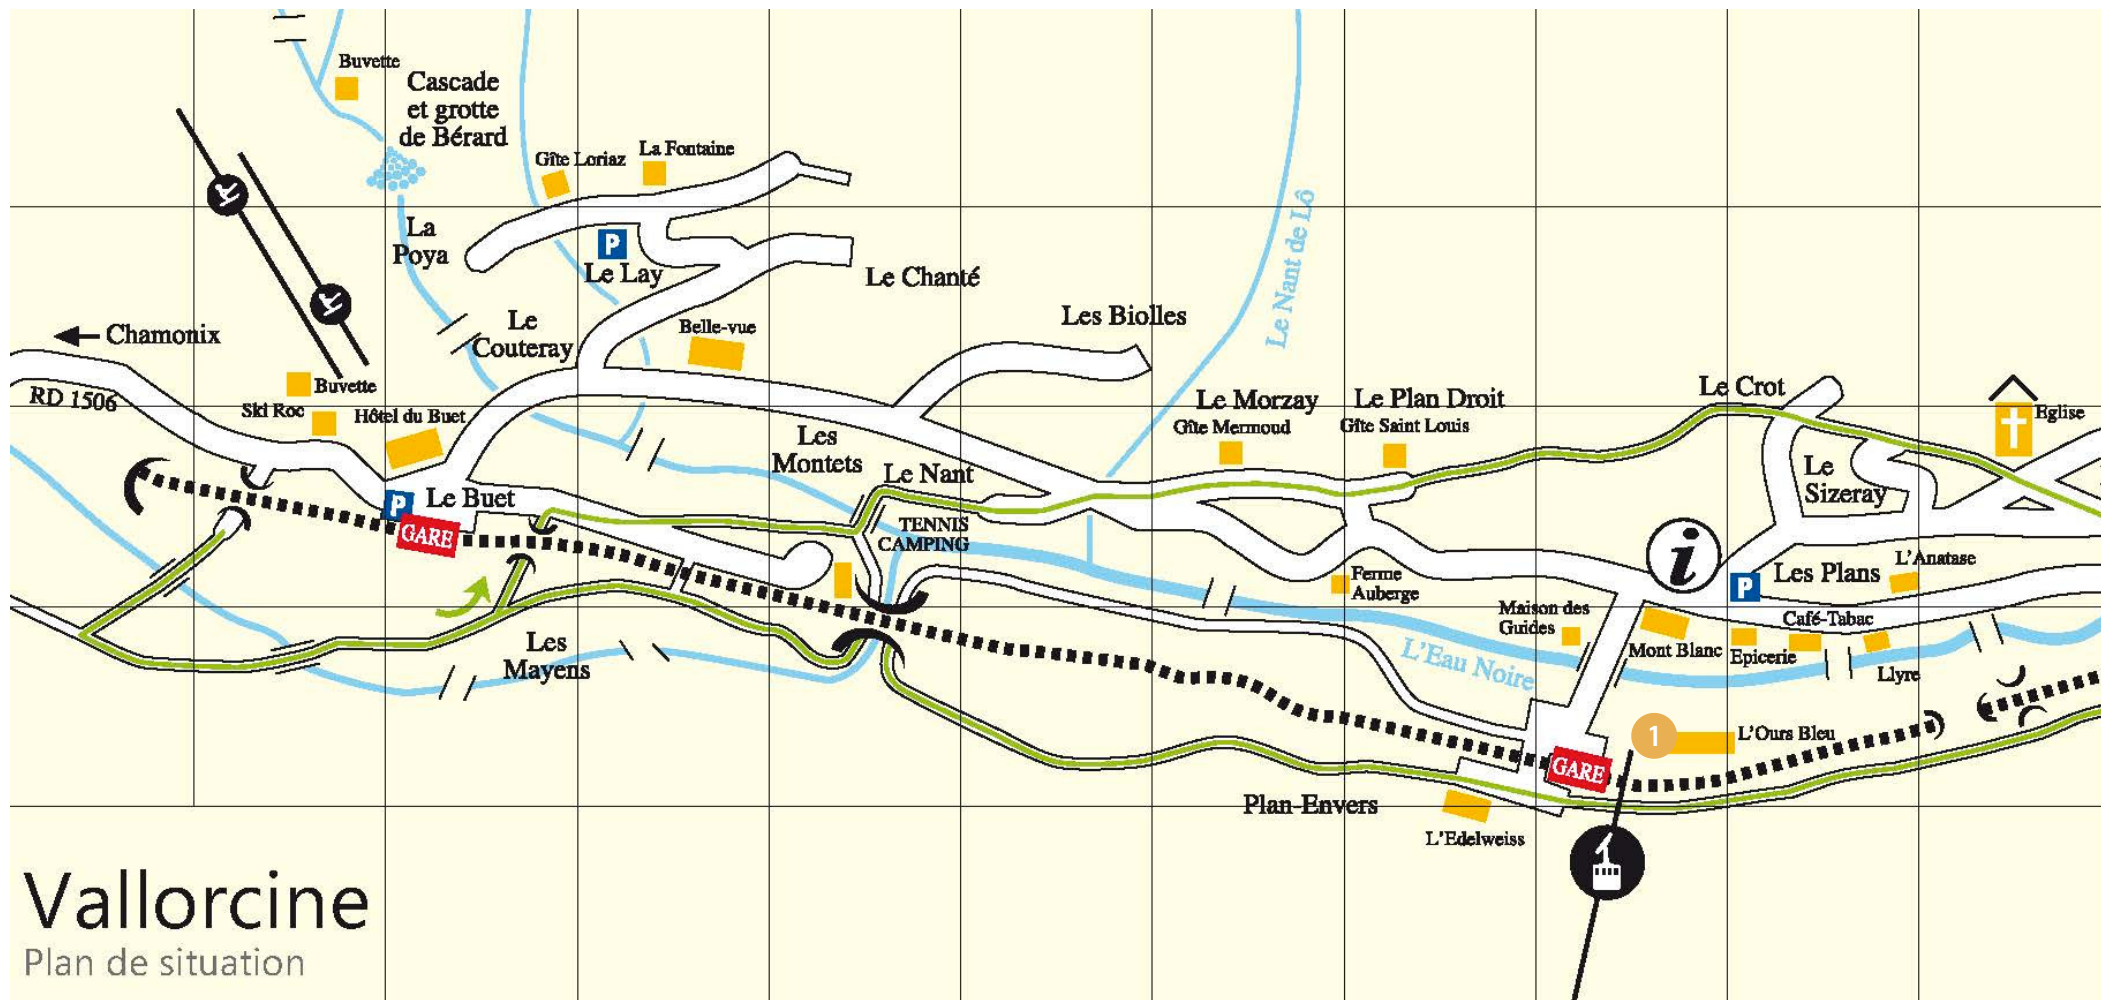 Buvette
Cascade
et grotte
de Bérard
Gîte Loriaz
La Fontaine
La
Poya
P
Le Lay
Le Chanté
Le Nant de Lô
Chamonix
Le
Couteray
Belle-vue
Les Biolles
RD 1506
Buvette
Ski Roc
Hôtel du Buet
Les
Montets
Le Morzay
Gîte Mermoud
Le Plan Droit
Gîte Saint Louis
Le Crot
Eglise
Le
Sizeray
P
Le Buet
GARE
Le Nant
TENNIS
CAMPING
i
P
Les Plans
L'Anatase
Ferme
Auberge
Maison des
Guides
Mont Blanc
Epicerie
Café-Tabac
Llyre
Les
Mayens
L'Eau Noire
1
L'Ours Bleu
GARE
Plan-Envers
L'Edelweiss
Vallorcine
Plan de situation